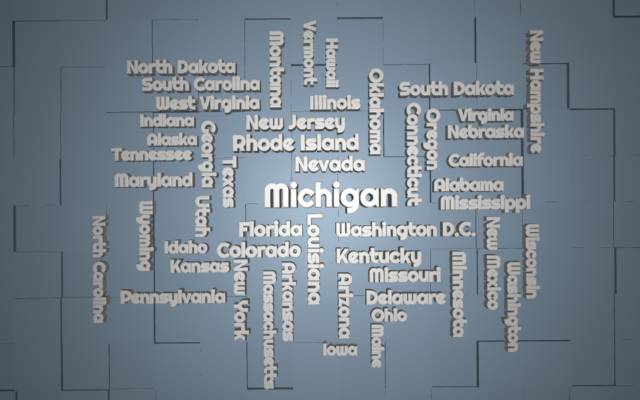 New Hampshire
Vermont
Hawaii
Montana
North Dakota
Oklahoma
South Carolina
South Dakota
West Virginia
Illinois
Connecticut
Oregon
Virginia
Indiana
New Jersey
Nebraska
Alaska
Georgia
Rhode Island
Tennessee
Texas
Nevada
California
Maryland
Michigan
Alabama
Utah
Mississippi
Wyoming
North Carolina
Florida
Louisiana
Washington D.C.
New Mexico
Wisconsin
Idaho
Colorado
Kentucky
Kansas
New York
Arkansas
Missouri
Minnesota
Washington
Massachusetts
Arizona
Pennsylvania
Delaware
Ohio
Maine
Iowa